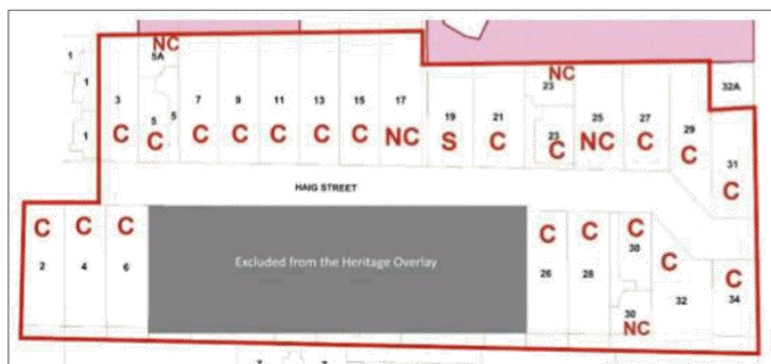 NC
5A
32A
1
1
1
3 5 5 7 9 11 13 15 17 19 21 23 25 27 29 31
NC
23
C C C C C C C C NC S C C NC C C C
HAIG STREET
C C C
2 4 6
Excluded from the Heritage Overlay
C C C C C
26 28 30 32 34
30
NC